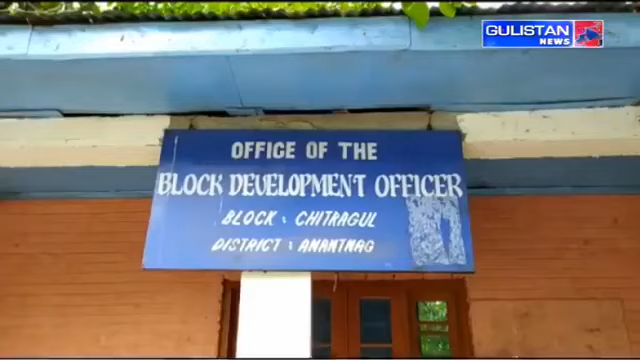 GULISTAN
NEWS
OFFICE OF THE
BLOCK DEVELOPMENT OFFICER
BLOCK : CHITRAGUL
DISTRICT : ANANTNAG